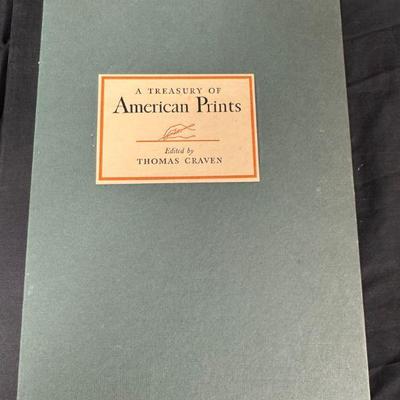 A TREASURY OF
American Prints
Edited by
THOMAS CRAVEN